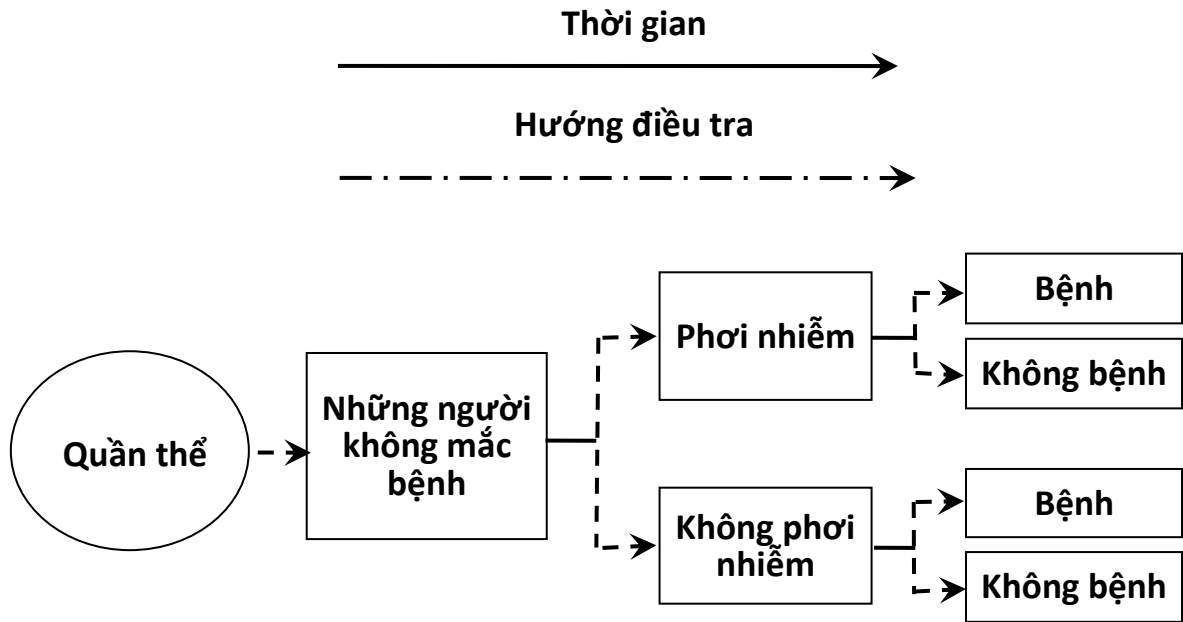 Thời gian
Hướng điều tra
Quần thể
Những người
không mắc
bệnh
Phơi nhiễm
Bệnh
Không bệnh
Không phơi
nhiễm
Bệnh
Không bệnh